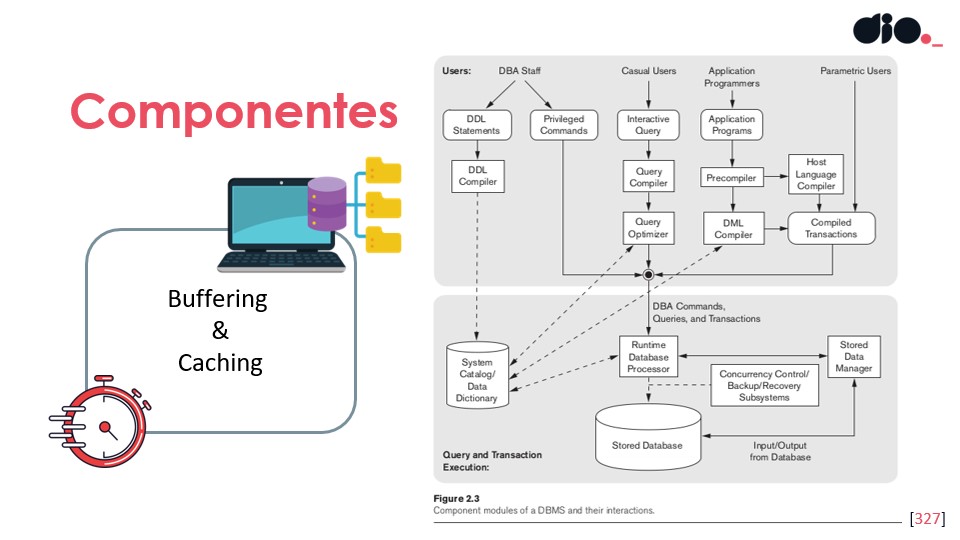 dio._
Componentes
Buffering
&
Caching
Users:
DBA Staff
Casual Users
Application
Programmers
Parametric Users
DDL
Statements
Privileged
Commands
Interactive
Query
Application
Programs
DDL
Compiler
Query
Compiler
Precompiler
Host
Language
Compiler
Query
Optimizer
DML
Compiler
Compiled
Transactions
DBA Commands,
Queries, and Transactions
System
Catalog/
Data
Dictionary
Runtime
Database
Processor
Stored
Data
Manager
Concurrency Control/
Backup/Recovery
Subsystems
Stored Database
Input/Output
from Database
Query and Transaction
Execution:
Figure 2.3
Component modules of a DBMS and their interactions.
[327]